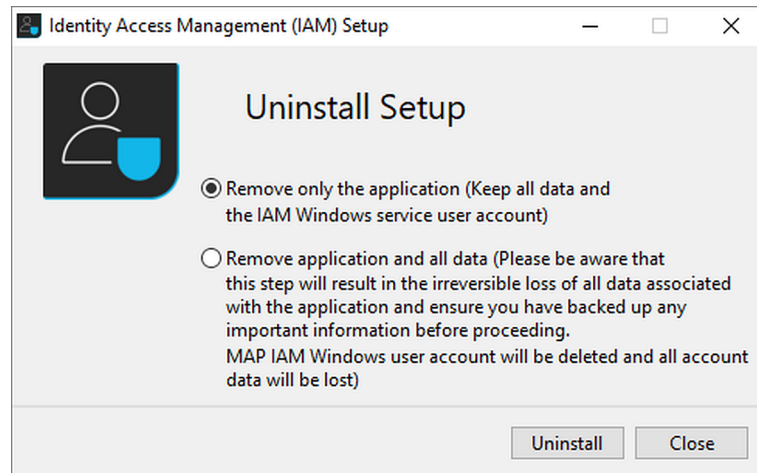 Identity Access Management (IAM) Setup
Uninstall Setup
Remove only the application (Keep all data and
the IAM Windows service user account)
Remove application and all data (Please be aware that
this step will result in the irreversible loss of all data associated
with the application and ensure you have backed up any
important information before proceeding.
MAP IAM Windows user account will be deleted and all account
data will be lost)
Uninstall
Close